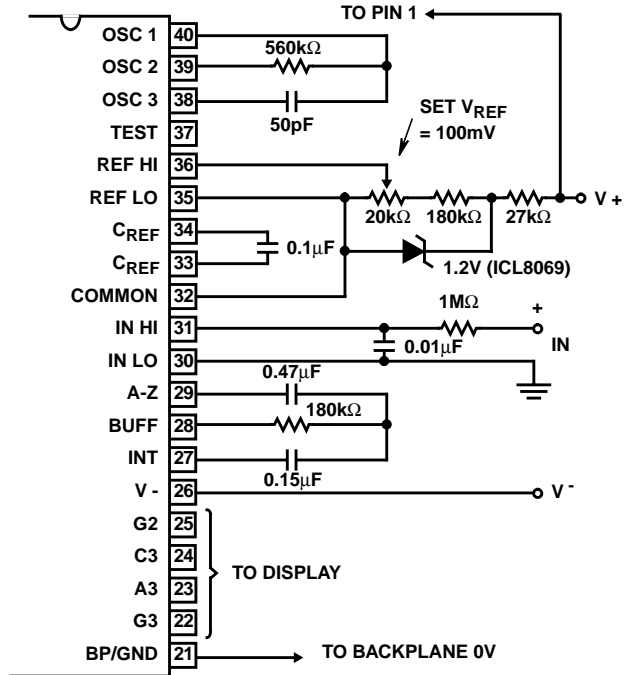 TO PIN 1
OSC 1 40
560kΩ
OSC 2 39
OSC 3 38
50pF
TEST 37
SET VREF
= 100mV
REF HI 36
REF LO 35
20kΩ 180kΩ 27kΩ
V +
CREF 34
0.1µF
CREF 33
1.2V (ICL8069)
COMMON 32
1MΩ
+
IN HI 31
IN
0.01µF
IN LO 30
0.47µF
A-Z 29
180kΩ
BUFF 28
INT 27
0.15µF
V - 26
V -
G2 25
C3 24
TO DISPLAY
A3 23
G3 22
BP/GND 21
TO BACKPLANE 0V